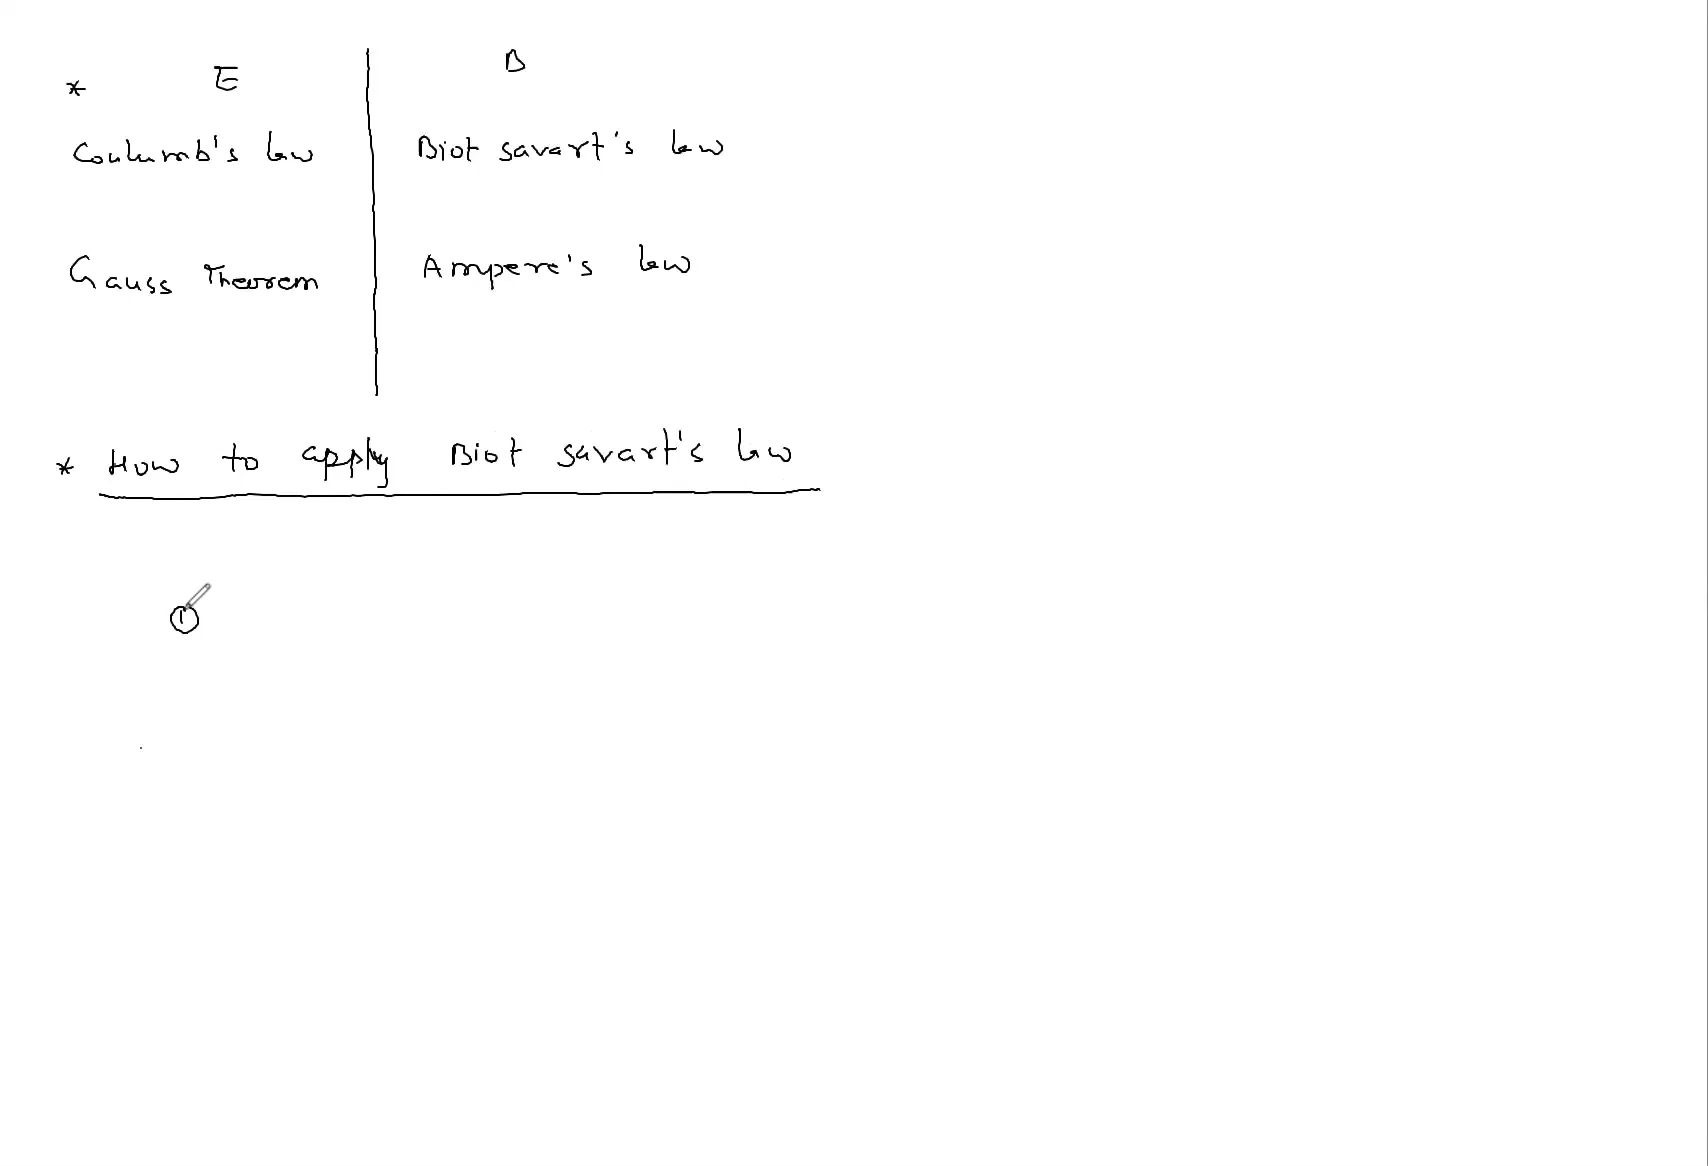 * E B
Coulumb's law Biot savart's law
Gauss Theorem Ampere's law
* How to apply Biot savart's law
①